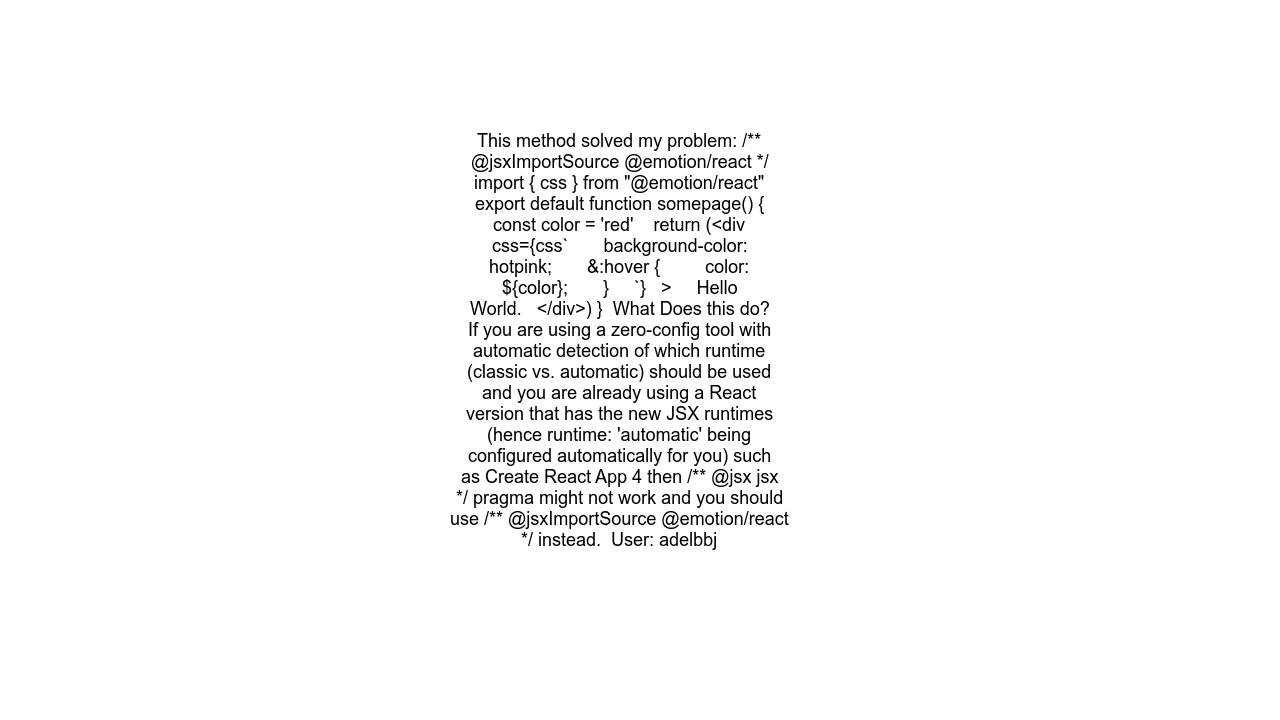 This method solved my problem: /**
@jsxImportSource @emotion/react */
import { css } from "@emotion/react"
export default function somepage() {
const color = 'red'    return (<div
css={css`       background-color:
hotpink;       &:hover {         color:
${color};       }     `}   >     Hello
World.   </div>) }  What Does this do?
If you are using a zero-config tool with
automatic detection of which runtime
(classic vs. automatic) should be used
and you are already using a React
version that has the new JSX runtimes
(hence runtime: 'automatic' being
configured automatically for you) such
as Create React App 4 then /** @jsx jsx
*/ pragma might not work and you should
use /** @jsxImportSource @emotion/react
*/ instead.  User: adelbbj